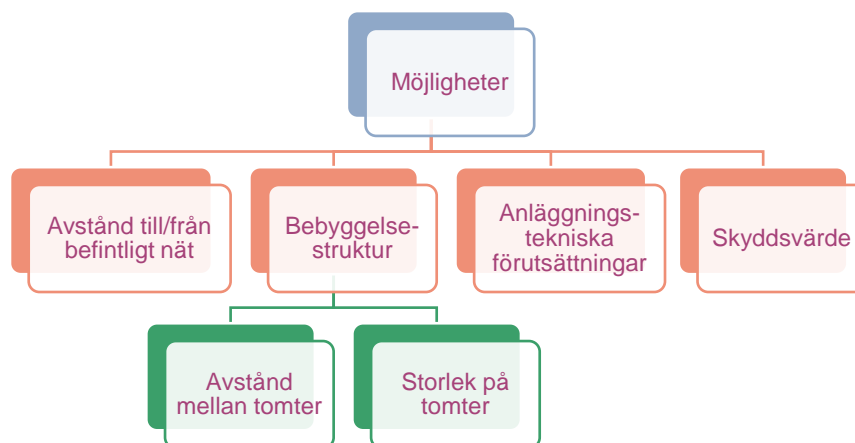 Möjligheter
Avstånd till/från
befintligt nät
Bebyggelse-
struktur
Anläggnings-
tekniska
förutsättningar
Skyddsvärde
Avstånd
mellan tomter
Storlek på
tomter